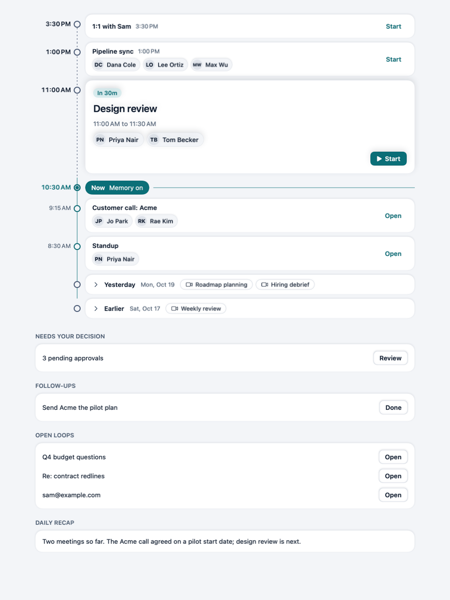 3:30 PM
1:1 with Sam 3:30 PM
Start
1:00 PM
Pipeline sync 1:00 PM
DC Dana Cole LO Lee Ortiz MW Max Wu
Start
11:00 AM
In 30m
Design review
11:00 AM to 11:30 AM
PN Priya Nair TB Tom Becker
Start
10:30 AM
Now Memory on
9:15 AM
Customer call: Acme
JP Jo Park RK Rae Kim
Open
8:30 AM
Standup
PN Priya Nair
Open
Yesterday Mon, Oct 19 Roadmap planning Hiring debrief
Earlier Sat, Oct 17 Weekly review
NEEDS YOUR DECISION
3 pending approvals
Review
FOLLOW-UPS
Send Acme the pilot plan
Done
OPEN LOOPS
Q4 budget questions
Open
Re: contract redlines
Open
sam@example.com
Open
DAILY RECAP
Two meetings so far. The Acme call agreed on a pilot start date; design review is next.